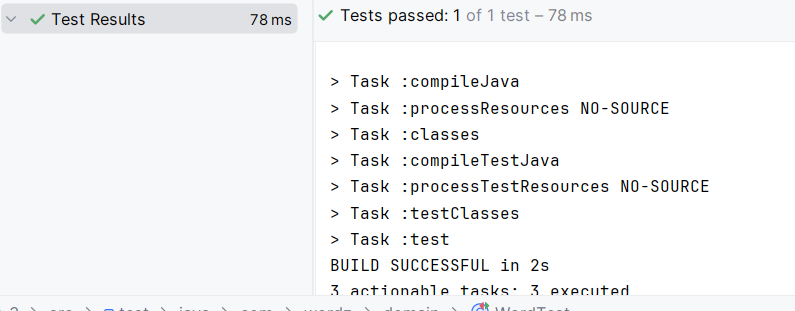 Test Results 78 ms
Tests passed: 1 of 1 test – 78 ms
> Task :compileJava
> Task :processResources NO-SOURCE
> Task :classes
> Task :compileTestJava
> Task :processTestResources NO-SOURCE
> Task :testClasses
> Task :test
BUILD SUCCESSFUL in 2s
3 actionable tasks: 3 executed
src > test > java > com > wordz > domain > WordTest